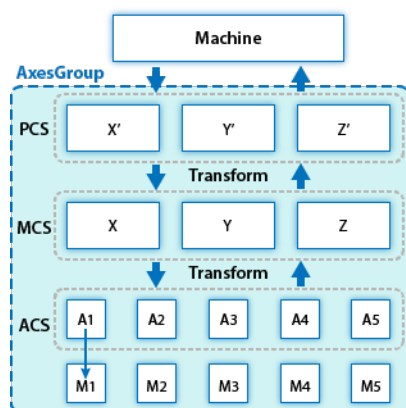 Machine
AxesGroup
PCS X' Y' Z'
Transform
MCS X Y Z
Transform
ACS A1 A2 A3 A4 A5
M1 M2 M3 M4 M5